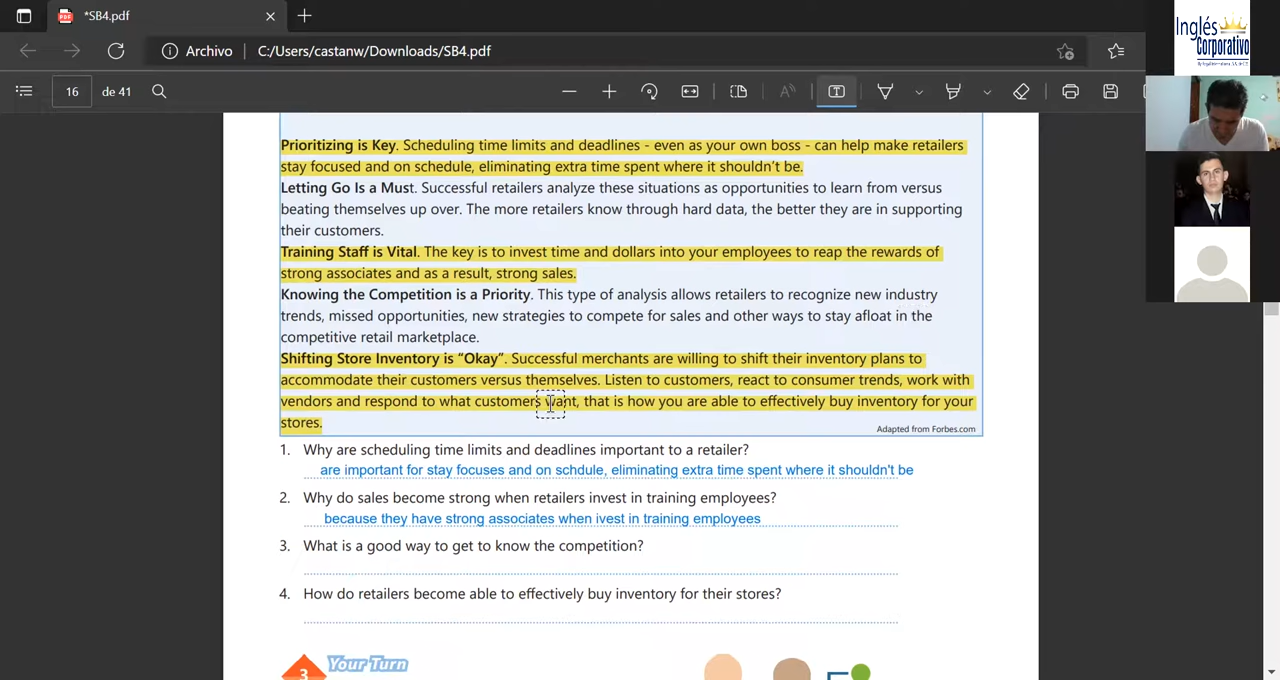 *SB4.pdf
Archivo
C:/Users/castanw/Downloads/SB4.pdf
16 de 41
Inglés
Corporativo
Prioritizing is Key. Scheduling time limits and deadlines - even as your own boss - can help make retailers
stay focused and on schedule, eliminating extra time spent where it shouldn't be.
Letting Go Is a Must. Successful retailers analyze these situations as opportunities to learn from versus
beating themselves up over. The more retailers know through hard data, the better they are in supporting
their customers.
Training Staff is Vital. The key is to invest time and dollars into your employees to reap the rewards of
strong associates and as a result, strong sales.
Knowing the Competition is a Priority. This type of analysis allows retailers to recognize new industry
trends, missed opportunities, new strategies to compete for sales and other ways to stay afloat in the
competitive retail marketplace.
Shifting Store Inventory is “Okay”. Successful merchants are willing to shift their inventory plans to
accommodate their customers versus themselves. Listen to customers, react to consumer trends, work with
vendors and respond to what customers want, that is how you are able to effectively buy inventory for your
stores.
Adapted from Forbes.com
1. Why are scheduling time limits and deadlines important to a retailer?
are important for stay focuses and on schdule, eliminating extra time spent where it shouldn't be
2. Why do sales become strong when retailers invest in training employees?
because they have strong associates when ivest in training employees
3. What is a good way to get to know the competition?
4. How do retailers become able to effectively buy inventory for their stores?
3 Your Turn